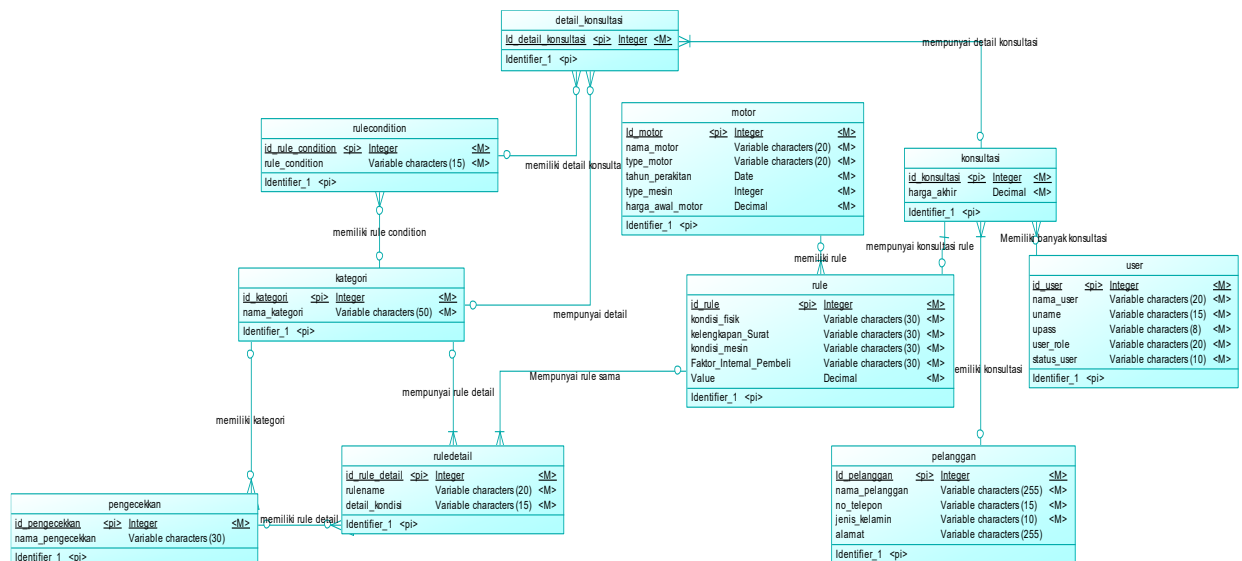 detail_konsultasi
Id_detail_konsultasi <pi> Integer <M>
Identifier_1 <pi>
mempunyai detail konsultasi
rulecondition
id_rule_condition <pi> Integer <M>
rule_condition Variable characters (15) <M>
Identifier_1 <pi>
memiliki detail konsulta
motor
Id_motor <pi> Integer <M>
nama_motor Variable characters (20) <M>
type_motor Variable characters (20) <M>
tahun_perakitan Date <M>
type_mesin Integer <M>
harga_awal_motor Decimal <M>
Identifier_1 <pi>
konsultasi
id_konsultasi <pi> Integer <M>
harga_akhir Decimal <M>
Identifier_1 <pi>
memiliki rule condition
memiliki rule
mempunyai konsultasi rule
Memiliki banyak konsultasi
kategori
id_kategori <pi> Integer <M>
nama_kategori Variable characters (50) <M>
Identifier_1 <pi>
mempunyai detail
rule
id_rule <pi> Integer <M>
kondisi_fisik Variable characters (30) <M>
kelengkapan_Surat Variable characters (30) <M>
kondisi_mesin Variable characters (30) <M>
Faktor_Internal_Pembeli Variable characters (30) <M>
Value Decimal <M>
Identifier_1 <pi>
user
id_user <pi> Integer <M>
nama_user Variable characters (20) <M>
uname Variable characters (15) <M>
upass Variable characters (8) <M>
user_role Variable characters (20) <M>
status_user Variable characters (10) <M>
Identifier_1 <pi>
Mempunyai rule sama
emiliki konsultasi
mempunyai rule detail
memiliki kategori
ruledetail
id_rule_detail <pi> Integer <M>
rulename Variable characters (20) <M>
detail_kondisi Variable characters (15) <M>
Identifier_1 <pi>
pelanggan
Id_pelanggan <pi> Integer <M>
nama_pelanggan Variable characters (255) <M>
no_telepon Variable characters (15) <M>
jenis_kelamin Variable characters (10) <M>
alamat Variable characters (255)
Identifier_1 <pi>
pengecekkan
id_pengecekkan <pi> Integer <M>
nama_pengecekkan Variable characters (30)
Identifier_1 <pi>
memiliki rule detail